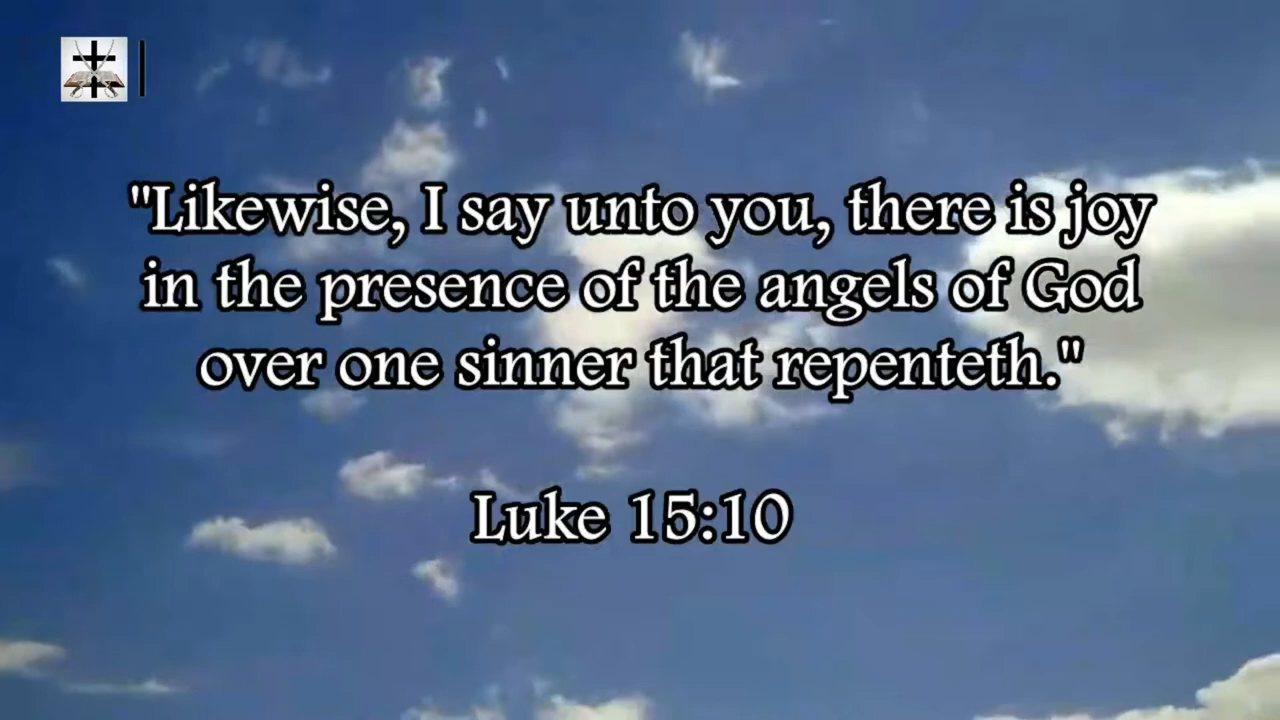 "Likewise, I say unto you, there is joy
in the presence of the angels of God
over one sinner that repenteth."
Luke 15:10